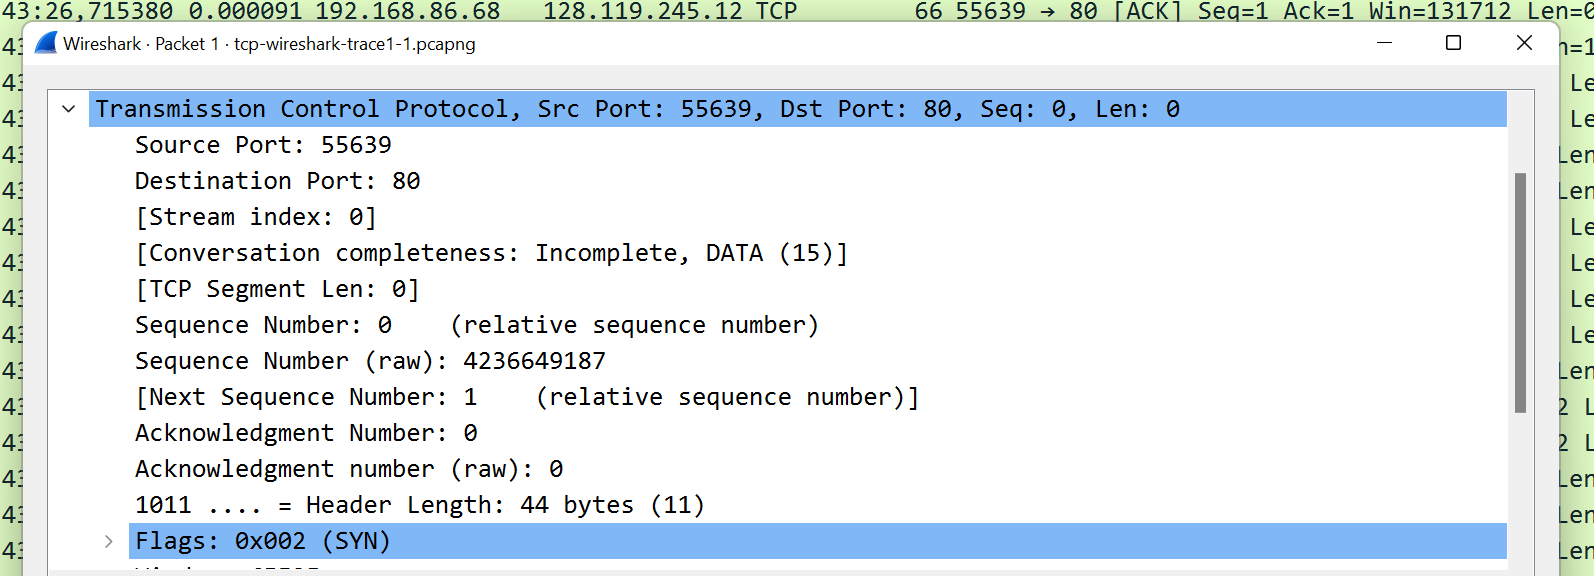 43:26,715380 0.000091 192.168.86.68 128.119.245.12 TCP 66 55639 → 80 [ACK] Seq=1 Ack=1 Win=131712 Len=0
Wireshark · Packet 1 · tcp-wireshark-trace1-1.pcapng
Transmission Control Protocol, Src Port: 55639, Dst Port: 80, Seq: 0, Len: 0
Source Port: 55639
Destination Port: 80
[Stream index: 0]
[Conversation completeness: Incomplete, DATA (15)]
[TCP Segment Len: 0]
Sequence Number: 0 (relative sequence number)
Sequence Number (raw): 4236649187
[Next Sequence Number: 1 (relative sequence number)]
Acknowledgment Number: 0
Acknowledgment number (raw): 0
1011 .... = Header Length: 44 bytes (11)
Flags: 0x002 (SYN)